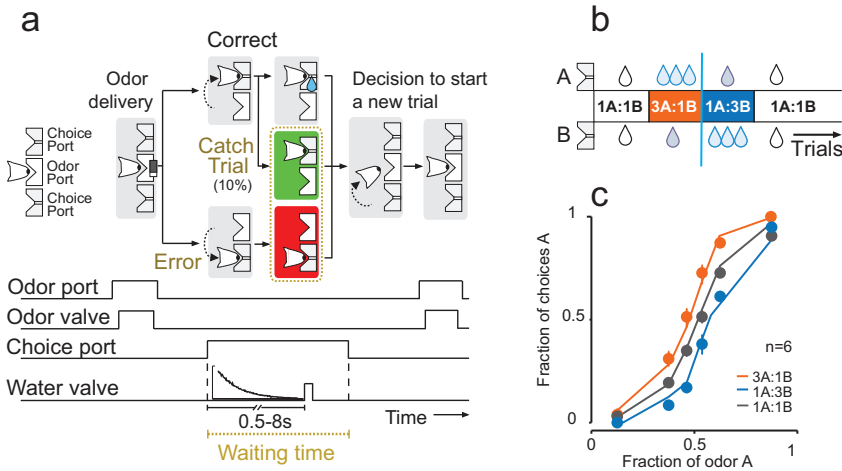 a
Correct
Odor
delivery
Decision to start
a new trial
Choice
Port
Odor
Port
Choice
Port
Catch
Trial
(10%)
Error
Odor port
Odor valve
Choice port
Water valve
0.5-8s
Time
Waiting time
b
A
1A:1B
3A:1B
1A:3B
1A:1B
B
Trials
c
Fraction of choices A
1
0.5
0
n=6
3A:1B
1A:3B
1A:1B
0
0.5
1
Fraction of odor A